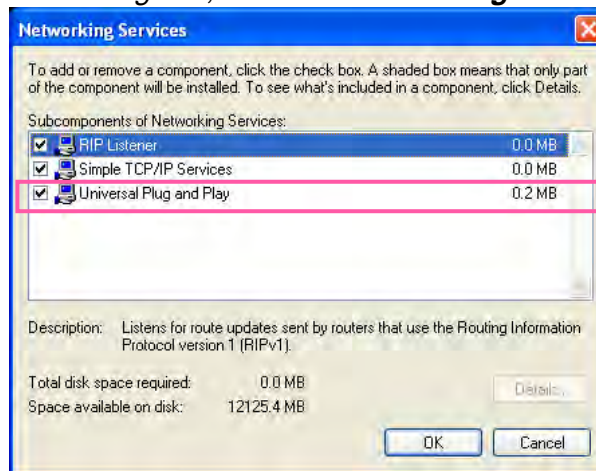 Networking Services
To add or remove a component, click the check box. A shaded box means that only part
of the component will be installed. To see what's included in a component, click Details.
Subcomponents of Networking Services:
RIP Listener 0.0 MB
Simple TCP/IP Services 0.0 MB
Universal Plug and Play 0.2 MB
Description: Listens for route updates sent by routers that use the Routing Information
Protocol version 1 (RIPv1).
Total disk space required: 0.0 MB
Details...
Space available on disk: 12125.4 MB
OK Cancel